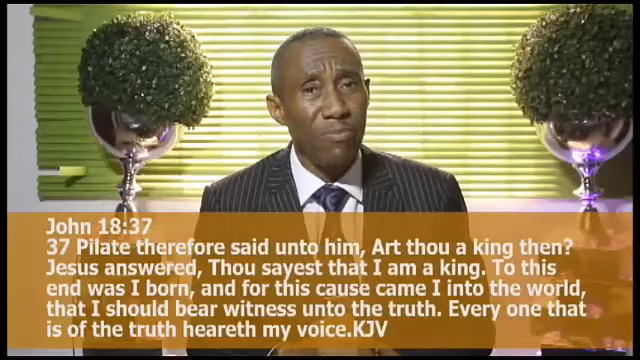 John 18:37
37 Pilate therefore said unto him, Art thou a king then?
Jesus answered, Thou sayest that I am a king. To this
end was I born, and for this cause came I into the world,
that I should bear witness unto the truth. Every one that
is of the truth heareth my voice.KJV